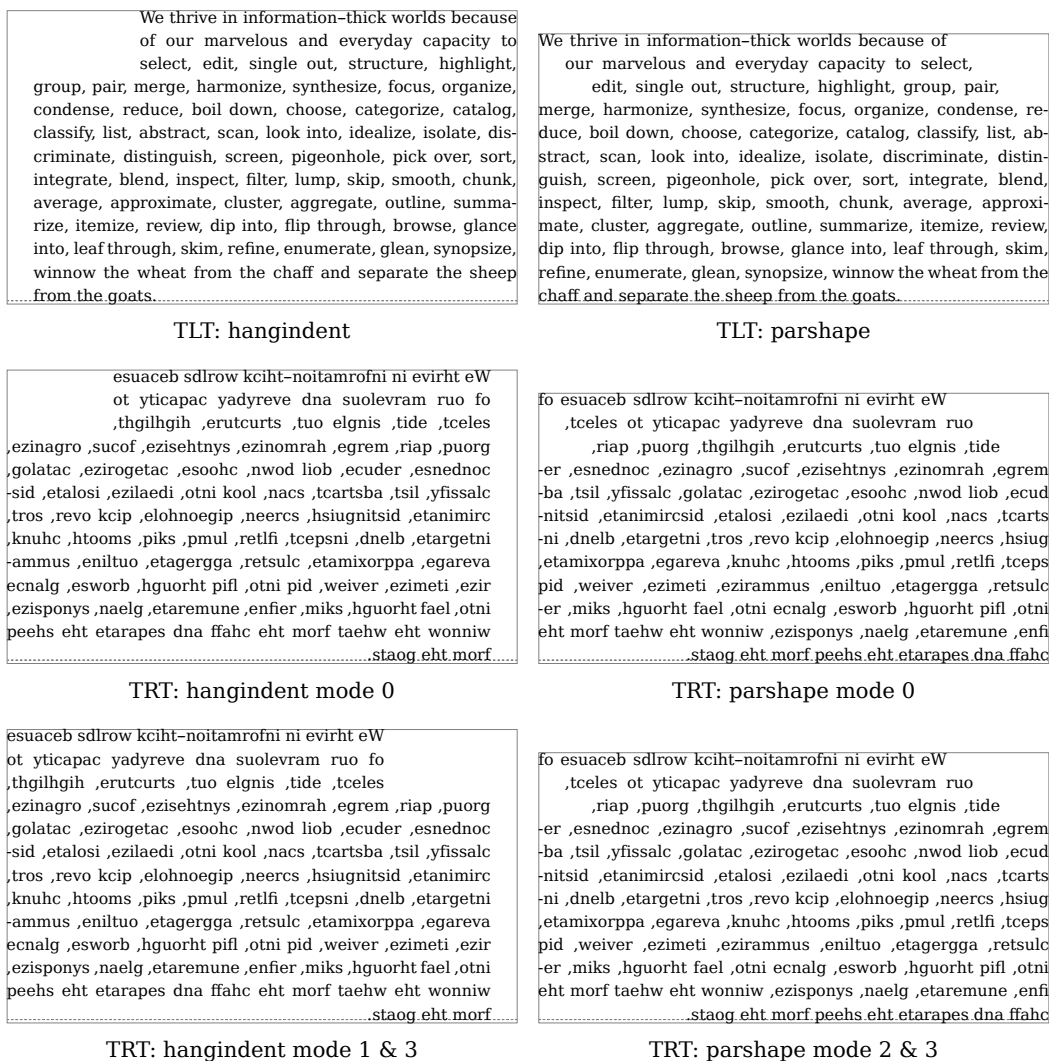 We thrive in information–thick worlds because
of our marvelous and everyday capacity to
select, edit, single out, structure, highlight,
group, pair, merge, harmonize, synthesize, focus, organize,
condense, reduce, boil down, choose, categorize, catalog,
classify, list, abstract, scan, look into, idealize, isolate, dis-
criminate, distinguish, screen, pigeonhole, pick over, sort,
integrate, blend, inspect, filter, lump, skip, smooth, chunk,
average, approximate, cluster, aggregate, outline, summa-
rize, itemize, review, dip into, flip through, browse, glance
into, leaf through, skim, refine, enumerate, glean, synopsize,
winnow the wheat from the chaff and separate the sheep
from the goats.
TLT: hangindent
We thrive in information–thick worlds because of
our marvelous and everyday capacity to select,
edit, single out, structure, highlight, group, pair,
merge, harmonize, synthesize, focus, organize, condense, re-
duce, boil down, choose, categorize, catalog, classify, list, ab-
stract, scan, look into, idealize, isolate, discriminate, distin-
guish, screen, pigeonhole, pick over, sort, integrate, blend,
inspect, filter, lump, skip, smooth, chunk, average, approxi-
mate, cluster, aggregate, outline, summarize, itemize, review,
dip into, flip through, browse, glance into, leaf through, skim,
refine, enumerate, glean, synopsize, winnow the wheat from the
chaff and separate the sheep from the goats.
TLT: parshape
esuaceb sdlrow kciht–noitamrofni ni evirht eW
ot yticapac yadyreve dna suolevram ruo fo
,thgilhgih ,erutcurts ,tuo elgnis ,tide ,tceles
,ezinagro ,sucof ,ezisehtnys ,ezinomrah ,egrem ,riap ,puorg
,golatac ,ezirogetac ,esoohc ,nwod liob ,ecuder ,esnednoc
-sid ,etalosi ,ezilaedi ,otni kool ,nacs ,tcartsba ,tsil ,yfissalc
,tros ,revo kcip ,elohnoegip ,neercs ,hsiugnitsid ,etanimirc
,knuhc ,htooms ,piks ,pmul ,retlfi ,tcepsni ,dnelb ,etargetni
-ammus ,eniltuo ,etagergga ,retsulc ,etamixorppa ,egareva
ecnalg ,esworb ,hguorht pifl ,otni pid ,weiver ,ezimeti ,ezir
,ezisponys ,naelg ,etaremune ,enfier ,miks ,hguorht fael ,otni
peehs eht etarapes dna ffahc eht morf taehw eht wonniw
.staog eht morf
TRT: hangindent mode 0
fo esuaceb sdlrow kciht–noitamrofni ni evirht eW
,tceles ot yticapac yadyreve dna suolevram ruo
,riap ,puorg ,thgilhgih ,erutcurts ,tuo elgnis ,tide
-er ,esnednoc ,ezinagro ,sucof ,ezisehtnys ,ezinomrah ,egrem
-ba ,tsil ,yfissalc ,golatac ,ezirogetac ,esoohc ,nwod liob ,ecud
-nitsid ,etanimircsid ,etalosi ,ezilaedi ,otni kool ,nacs ,tcarts
-ni ,dnelb ,etargetni ,tros ,revo kcip ,elohnoegip ,neercs ,hsiug
,etamixorppa ,egareva ,knuhc ,htooms ,piks ,pmul ,retlfi ,tceps
pid ,weiver ,ezimeti ,ezirammus ,eniltuo ,etagergga ,retsulc
-er ,miks ,hguorht fael ,otni ecnalg ,esworb ,hguorht pifl ,otni
eht morf taehw eht wonniw ,ezisponys ,naelg ,etaremune ,enfi
.staog eht morf peehs eht etarapes dna ffahc
TRT: parshape mode 0
esuaceb sdlrow kciht–noitamrofni ni evirht eW
ot yticapac yadyreve dna suolevram ruo fo
,thgilhgih ,erutcurts ,tuo elgnis ,tide ,tceles
,ezinagro ,sucof ,ezisehtnys ,ezinomrah ,egrem ,riap ,puorg
,golatac ,ezirogetac ,esoohc ,nwod liob ,ecuder ,esnednoc
-sid ,etalosi ,ezilaedi ,otni kool ,nacs ,tcartsba ,tsil ,yfissalc
,tros ,revo kcip ,elohnoegip ,neercs ,hsiugnitsid ,etanimirc
,knuhc ,htooms ,piks ,pmul ,retlfi ,tcepsni ,dnelb ,etargetni
-ammus ,eniltuo ,etagergga ,retsulc ,etamixorppa ,egareva
ecnalg ,esworb ,hguorht pifl ,otni pid ,weiver ,ezimeti ,ezir
,ezisponys ,naelg ,etaremune ,enfier ,miks ,hguorht fael ,otni
peehs eht etarapes dna ffahc eht morf taehw eht wonniw
.staog eht morf
TRT: hangindent mode 1 & 3
fo esuaceb sdlrow kciht–noitamrofni ni evirht eW
,tceles ot yticapac yadyreve dna suolevram ruo
,riap ,puorg ,thgilhgih ,erutcurts ,tuo elgnis ,tide
-er ,esnednoc ,ezinagro ,sucof ,ezisehtnys ,ezinomrah ,egrem
-ba ,tsil ,yfissalc ,golatac ,ezirogetac ,esoohc ,nwod liob ,ecud
-nitsid ,etanimircsid ,etalosi ,ezilaedi ,otni kool ,nacs ,tcarts
-ni ,dnelb ,etargetni ,tros ,revo kcip ,elohnoegip ,neercs ,hsiug
,etamixorppa ,egareva ,knuhc ,htooms ,piks ,pmul ,retlfi ,tceps
pid ,weiver ,ezimeti ,ezirammus ,eniltuo ,etagergga ,retsulc
-er ,miks ,hguorht fael ,otni ecnalg ,esworb ,hguorht pifl ,otni
eht morf taehw eht wonniw ,ezisponys ,naelg ,etaremune ,enfi
.staog eht morf peehs eht etarapes dna ffahc
TRT: parshape mode 2 & 3